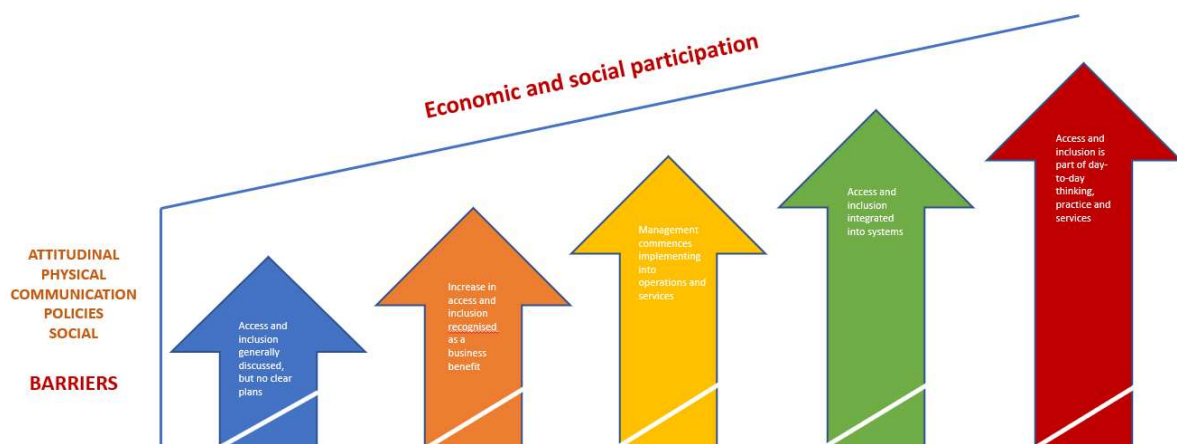 Economic and social participation
ATTITUDINAL
PHYSICAL
COMMUNICATION
POLICIES
SOCIAL
BARRIERS
Access and
inclusion
generally
discussed,
but no clear
plans
Increase in
access and
inclusion
recognised
as a
business
benefit
Management
commences
implementing
into
operations and
services
Access and
inclusion
integrated
into systems
Access and
inclusion is
part of day-
to-day
thinking,
practice and
services